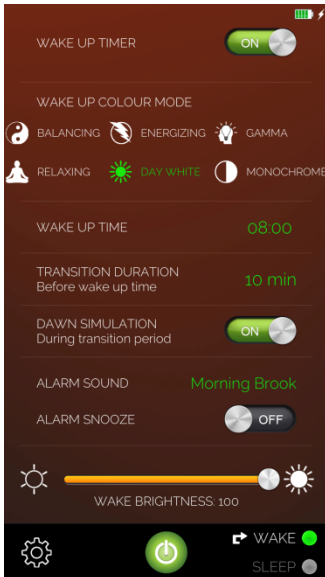 WAKE UP TIMER ON
WAKE UP COLOUR MODE
BALANCING ENERGIZING GAMMA
RELAXING DAY WHITE MONOCHROME
WAKE UP TIME 08:00
TRANSITION DURATION 10 min
Before wake up time
DAWN SIMULATION ON
During transition period
ALARM SOUND Morning Brook
ALARM SNOOZE OFF
WAKE BRIGHTNESS: 100
WAKE
SLEEP